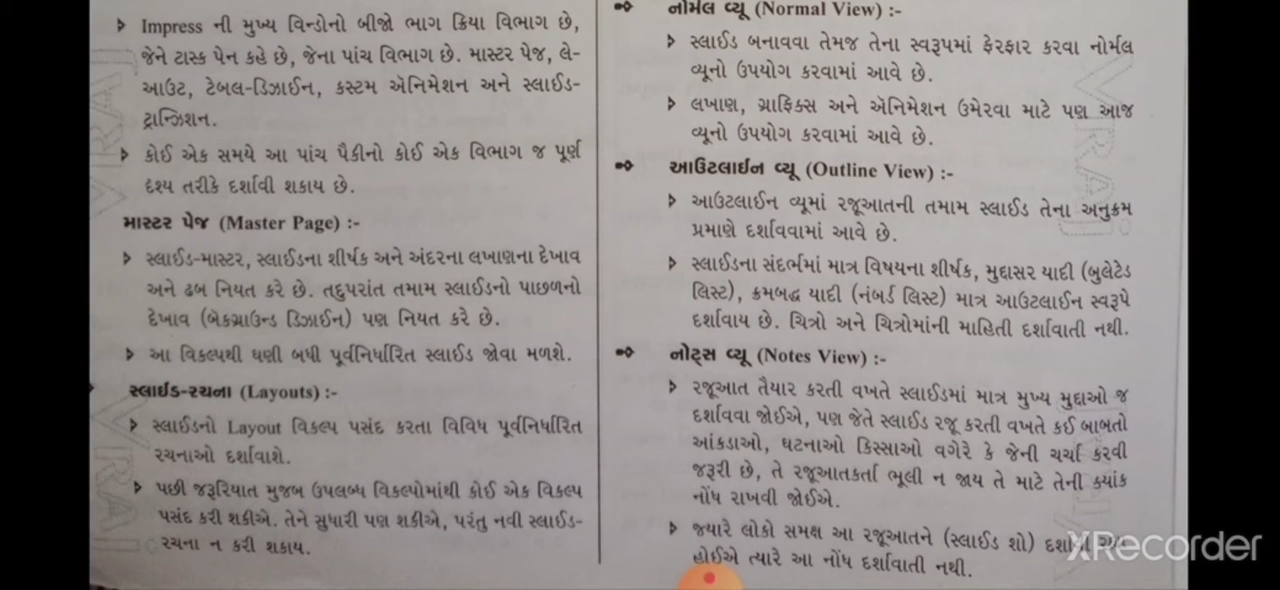 Impress ની મુખ્ય વિન્ડોનો બીજો ભાગ ક્રિયા વિભાગ છે,
જેને ટાસ્ક પેન કહે છે, જેના પાંચ વિભાગ છે. માસ્ટર પેજ, લે-
આઉટ, ટેબલ-ડિઝાઈન, કસ્ટમ ઍનિમેશન અને સ્લાઈડ-
ટ્રાન્ઝિશન.
કોઈ એક સમયે આ પાંચ પૈકીનો કોઈ એક વિભાગ જ પૂર્ણ
દૃશ્ય તરીકે દર્શાવી શકાય છે.
માસ્ટર પેજ (Master Page) :-
સ્લાઈડ-માસ્ટર, સ્લાઈડના શીર્ષક અને અંદરના લખાણના દેખાવ
અને ઢબ નિયત કરે છે. તદુપરાંત તમામ સ્લાઈડનો પાછળનો
દેખાવ (બેકગ્રાઉન્ડ ડિઝાઈન) પણ નિયત કરે છે.
આ વિકલ્પથી ઘણી બધી પૂર્વનિર્ધારિત સ્લાઈડ જોવા મળશે.
સ્લાઇડ-રચના (Layouts) :-
સ્લાઈડનો Layout વિકલ્પ પસંદ કરતા વિવિધ પૂર્વનિર્ધારિત
રચનાઓ દર્શાવાશે.
પછી જરૂરિયાત મુજબ ઉપલબ્ધ વિકલ્પોમાંથી કોઈ એક વિકલ્પ
પસંદ કરી શકીએ. તેને સુધારી પણ શકીએ, પરંતુ નવી સ્લાઈડ-
રચના ન કરી શકાય.
નોર્મલ વ્યૂ (Normal View) :-
સ્લાઈડ બનાવવા તેમજ તેના સ્વરૂપમાં ફેરફાર કરવા નોર્મલ
વ્યૂનો ઉપયોગ કરવામાં આવે છે.
લખાણ, ગ્રાફિક્સ અને ઍનિમેશન ઉમેરવા માટે પણ આજ
વ્યૂનો ઉપયોગ કરવામાં આવે છે.
આઉટલાઈન વ્યૂ (Outline View) :-
આઉટલાઈન વ્યૂમાં રજૂઆતની તમામ સ્લાઈડ તેના અનુક્રમ
પ્રમાણે દર્શાવવામાં આવે છે.
સ્લાઈડના સંદર્ભમાં માત્ર વિષયના શીર્ષક, મુદ્દાસર યાદી (બુલેટેડ
લિસ્ટ), ક્રમબદ્ધ યાદી (નંબર્ડ લિસ્ટ) માત્ર આઉટલાઈન સ્વરૂપે
દર્શાવાય છે. ચિત્રો અને ચિત્રોમાંની માહિતી દર્શાવાતી નથી.
નોટ્સ વ્યૂ (Notes View) :-
રજૂઆત તૈયાર કરતી વખતે સ્લાઈડમાં માત્ર મુખ્ય મુદ્દાઓ જ
દર્શાવવા જોઈએ, પણ જેતે સ્લાઈડ રજૂ કરતી વખતે કઈ બાબતો
આંકડાઓ, ઘટનાઓ કિસ્સાઓ વગેરે કે જેની ચર્ચા કરવી
જરૂરી છે, તે રજૂઆતકર્તા ભૂલી ન જાય તે માટે તેની ક્યાંક
નોંધ રાખવી જોઈએ.
જ્યારે લોકો સમક્ષ આ રજૂઆતને (સ્લાઈડ શો)
હોઈએ ત્યારે આ નોંધ દર્શાવાતી નથી.
XRecorder